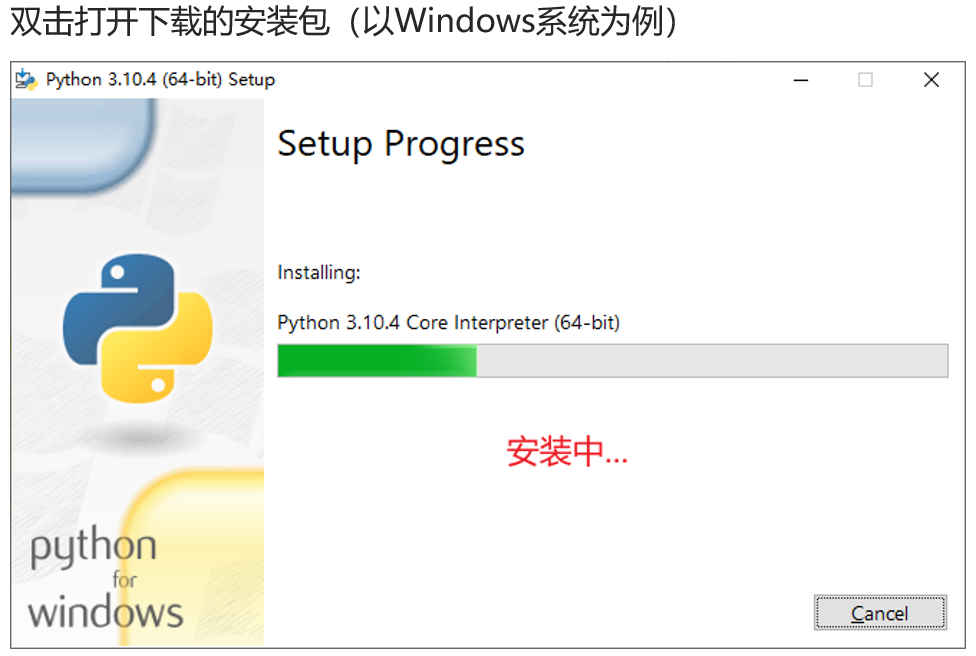 双击打开下载的安装包（以Windows系统为例）
Python 3.10.4 (64-bit) Setup
Setup Progress
Installing:
Python 3.10.4 Core Interpreter (64-bit)
安装中...
python
for
windows
Cancel